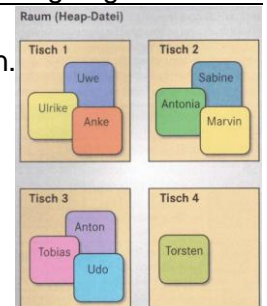 Raum (Heap-Datei)
n.
Tisch 1
Uwe
Ulrike
Anke
Tisch 2
Sabine
Antonia
Marvin
Tisch 3
Anton
Tobias
Udo
Tisch 4
Torsten